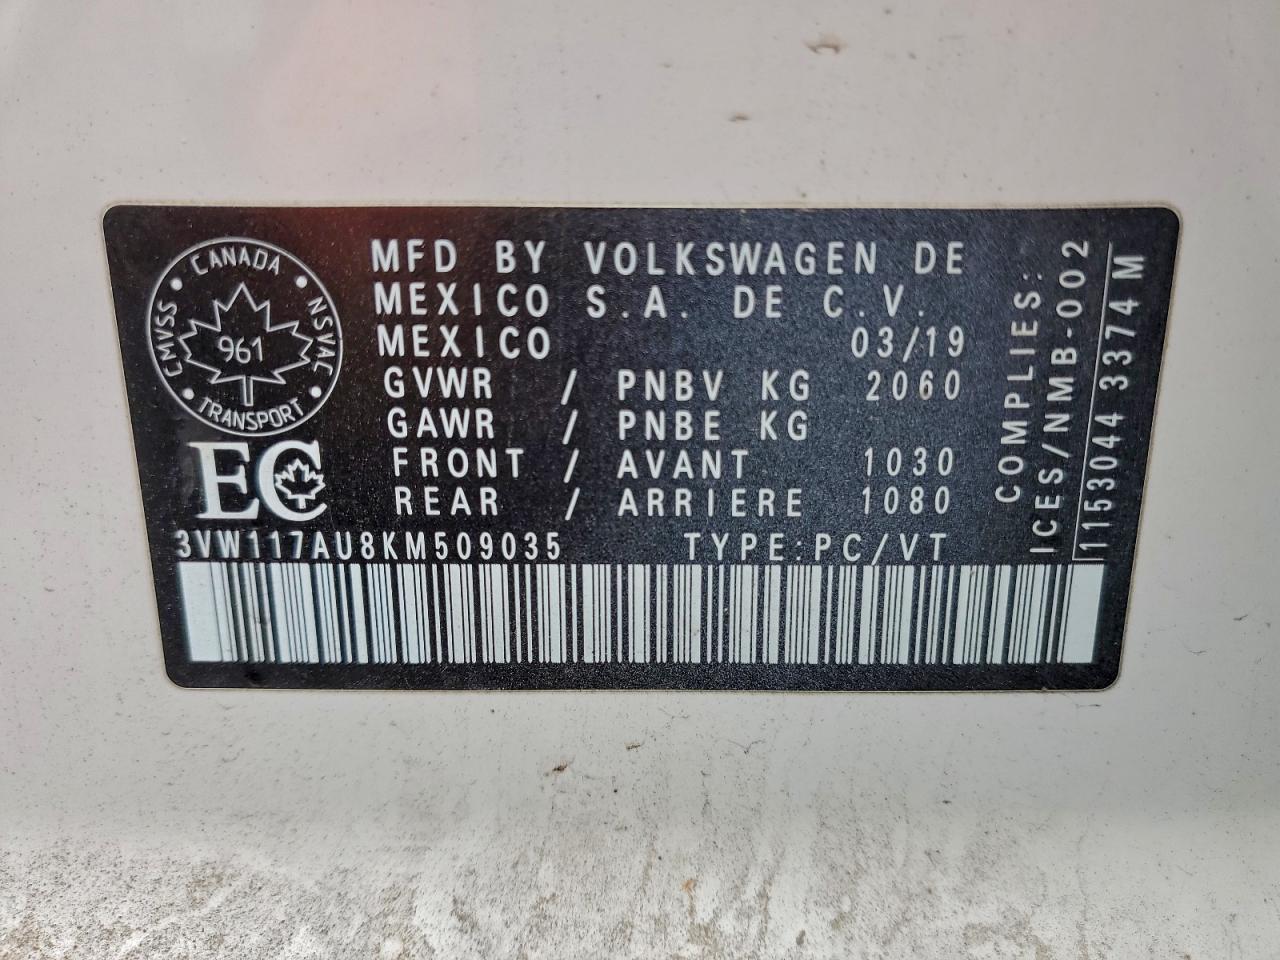 CANADA
CMVSS
NSVAC
961
TRANSPORT
EC
MFD BY VOLKSWAGEN DE
MEXICO S.A. DE C.V.
MEXICO 03/19
GVWR / PNBV KG 2060
GAWR / PNBE KG
FRONT / AVANT 1030
REAR / ARRIERE 1080
3VW117AU8KM509035 TYPE:PC/VT
COMPLIES:
ICES/NMB-002
1153044 3374 M